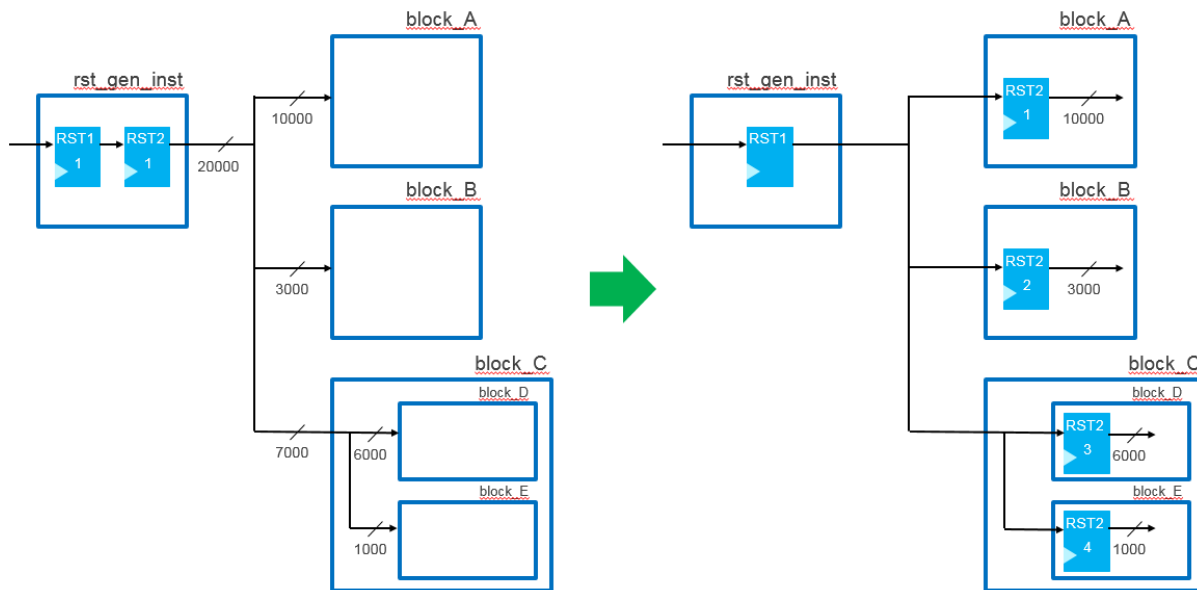 block_A
rst_gen_inst
RST1
1
RST2
1
20000
10000
block_B
3000
block_C
block_D
7000
6000
block_E
1000
block_A
rst_gen_inst
RST1
RST2
1
10000
block_B
RST2
2
3000
block_C
block_D
RST2
3
6000
block_E
RST2
4
1000